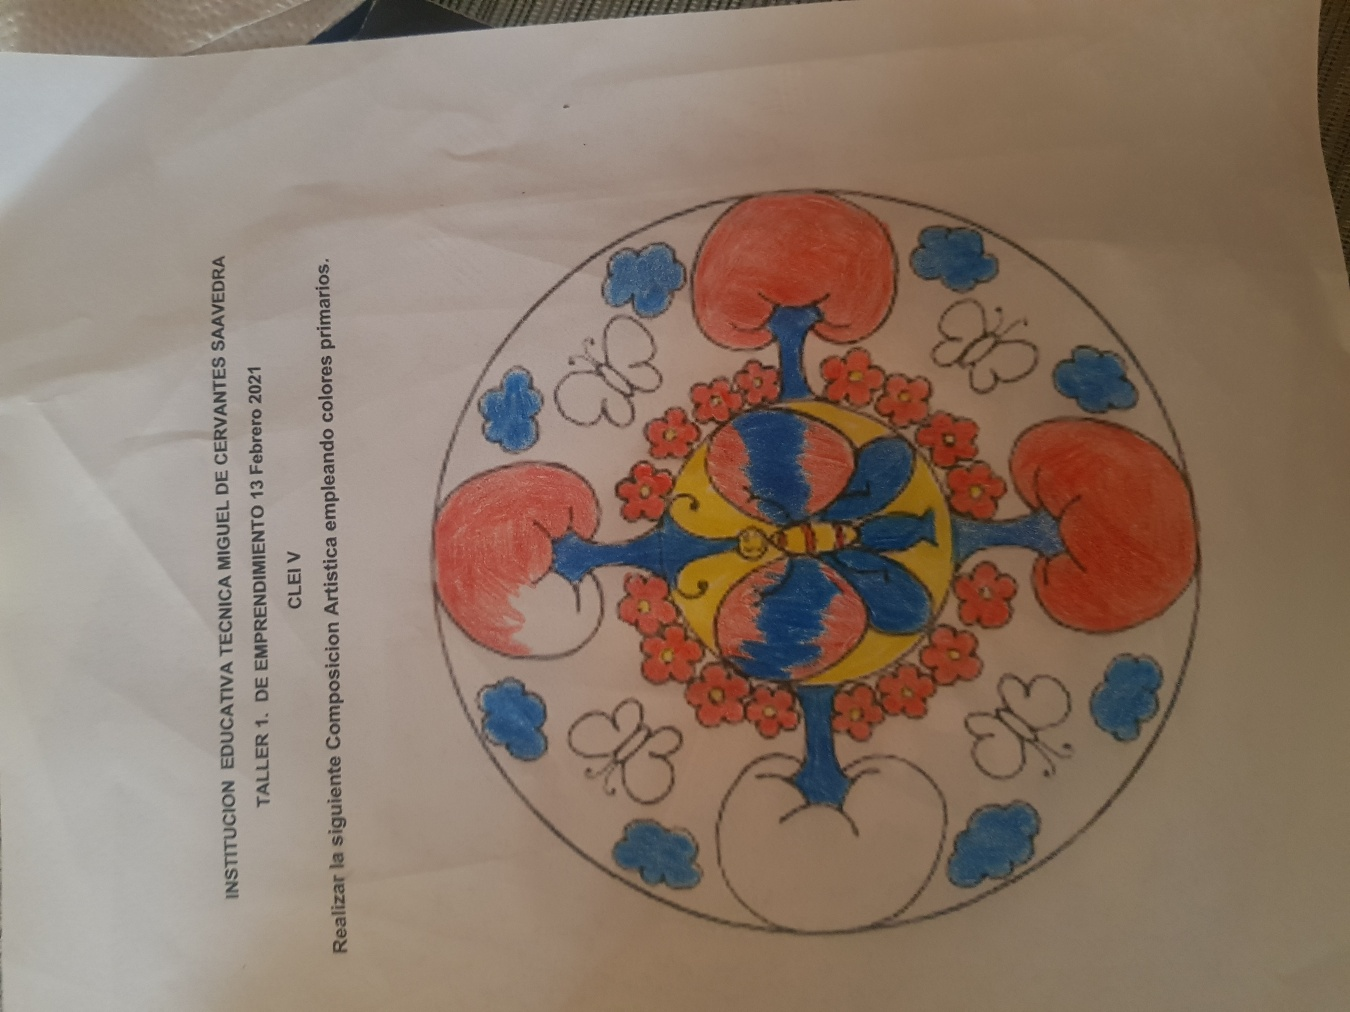 INSTITUCION EDUCATIVA TECNICA MIGUEL DE CERVANTES SAAVEDRA
TALLER 1. DE EMPRENDIMIENTO 13 Febrero 2021
CLEI V
Realizar la siguiente Composicion Artistica empleando colores primarios.